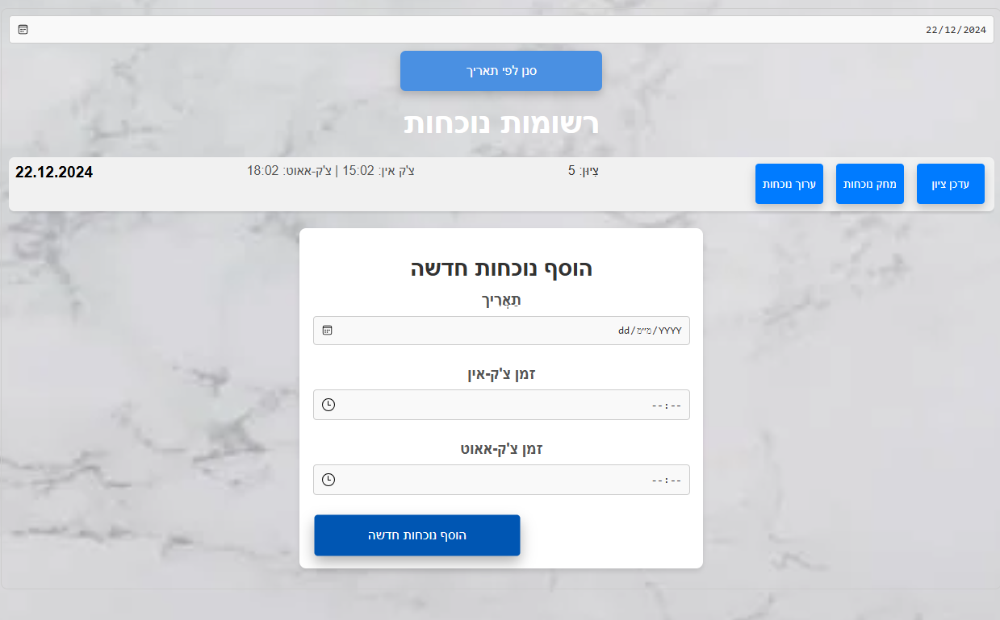 22/12/2024
סנן לפי תאריך
רשומות נוכחות
עדכן ציון
מחק נוכחות
ערוך נוכחות
צִיוּן: 5
צ'ק אין: 15:02 | צ'ק-אאוט: 18:02
22.12.2024
הוסף נוכחות חדשה
תַאֲרִיך
dd/מ״מ/YYYY
זמן צ'ק-אין
--:--
זמן צ'ק-אאוט
--:--
הוסף נוכחות חדשה